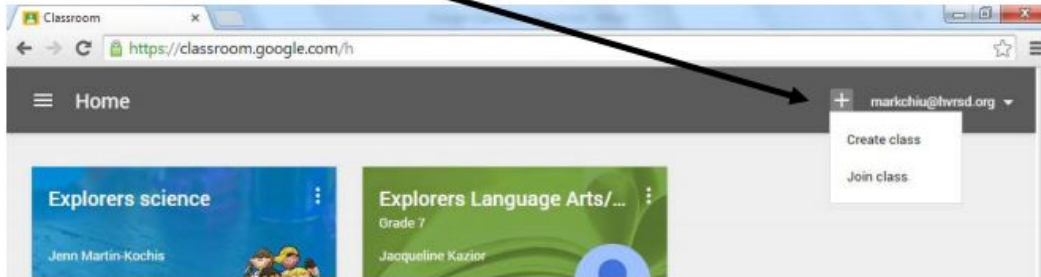 Classroom
https://classroom.google.com/h
Home
markchiu@hvrsd.org
Create class
Join class
Explorers science
Jenn Martin-Kochis
Explorers Language Arts/...
Grade 7
Jacqueline Kazior